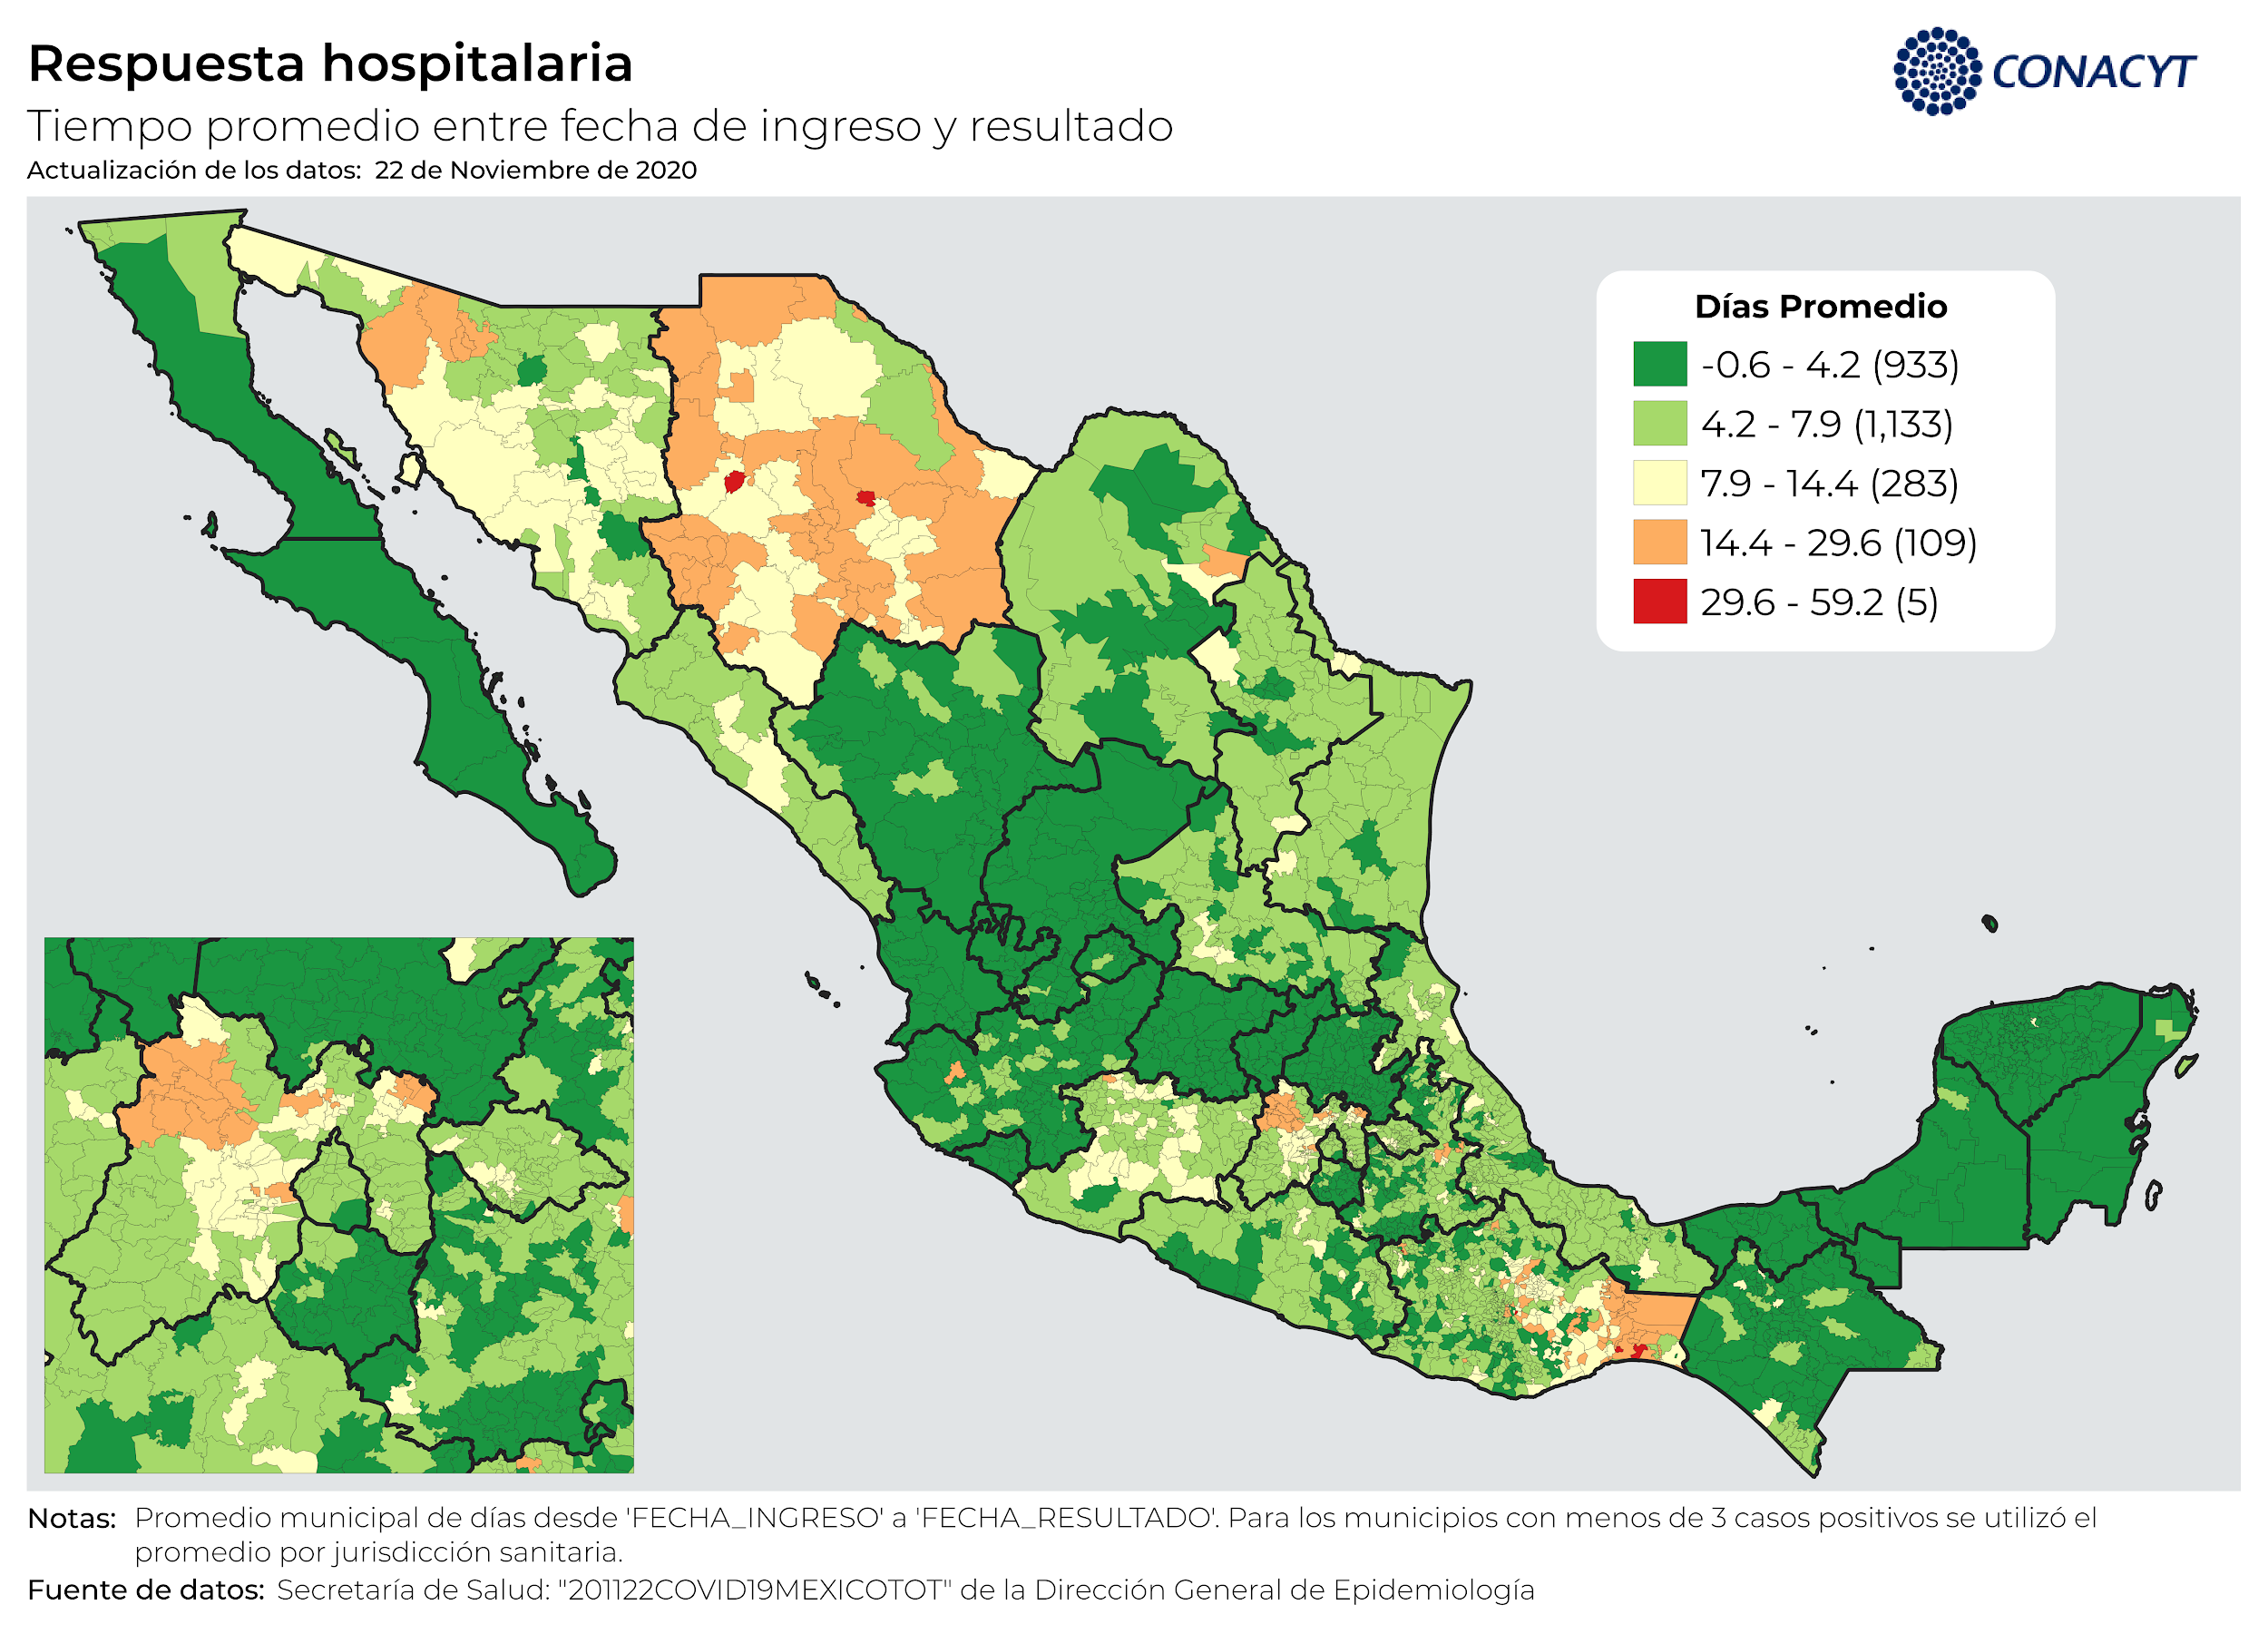 Respuesta hospitalaria
CONACYT
Tiempo promedio entre fecha de ingreso y resultado
Actualización de los datos: 22 de Noviembre de 2020
Días Promedio
-0.6 - 4.2 (933)
4.2 - 7.9 (1,133)
7.9 - 14.4 (283)
14.4 - 29.6 (109)
29.6 - 59.2 (5)
Notas: Promedio municipal de días desde 'FECHA_INGRESO' a 'FECHA_RESULTADO'. Para los municipios con menos de 3 casos positivos se utilizó el
promedio por jurisdicción sanitaria.
Fuente de datos: Secretaría de Salud: "201122COVID19MEXICOTOT" de la Dirección General de Epidemiología